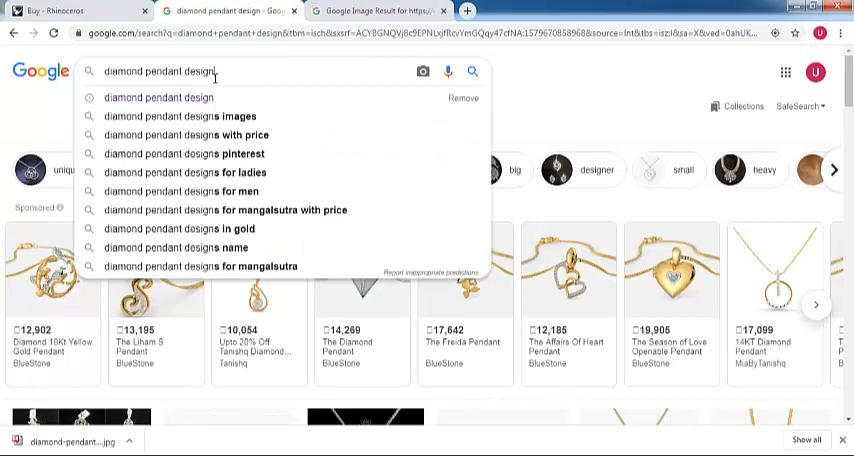 Buy - Rhinoceros
diamond pendant design - Goo
Google Image Result for https://
google.com/search?q=diamond+pendant+design&tbm=isch&sxsrf=ACYBGNQVj8c9EPNLxjfRcvYmGQqy47cfNA:1579670858968&source=lnt&tbs=isz:l&sa=X&ved=0ahUK...
U
Google
diamond pendant design
U
diamond pendant design
Remove
diamond pendant designs images
diamond pendant designs with price
diamond pendant designs pinterest
diamond pendant designs for ladies
diamond pendant designs for men
diamond pendant designs for mangalsutra with price
diamond pendant designs in gold
diamond pendant designs name
diamond pendant designs for mangalsutra
Report inappropriate predictions
Collections
SafeSearch
uniqu
big
designer
small
heavy
Sponsored
12,902
Diamond 18Kt Yellow
Gold Pendant
BlueStone
13,195
The Liham S
Pendant
BlueStone
10,054
Upto 20% Off
Tanishq Diamond...
Tanishq
14,269
The Diamond
Pendant
BlueStone
17,642
The Freida Pendant
BlueStone
12,185
The Affairs Of Heart
Pendant
BlueStone
19,905
The Season of Love
Openable Pendant
BlueStone
17,099
14KT Diamond
Pendant
MiaByTanishq
diamond-pendant....jpg
Show all